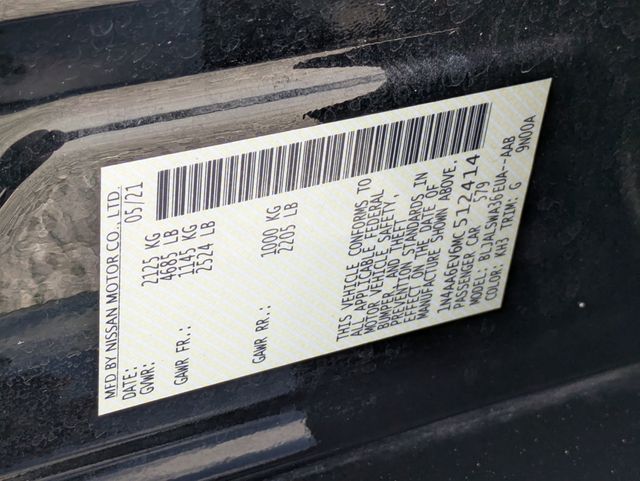 MFD BY NISSAN MOTOR CO., LTD.
DATE: 05/21
GVWR: 2125 KG
4685 LB
GAWR FR.: 1145 KG
2524 LB
GAWR RR.: 1000 KG
2205 LB
THIS VEHICLE CONFORMS TO
ALL APPLICABLE FEDERAL
MOTOR VEHICLE SAFETY,
BUMPER, AND THEFT
PREVENTION STANDARDS IN
EFFECT ON THE DATE OF
MANUFACTURE SHOWN ABOVE.
1N4AA6EV9MC512414
PASSENGER CAR 579
MODEL: BLJALSWA36EUA--AAB
COLOR: KH3 TRIM: G 9N00A